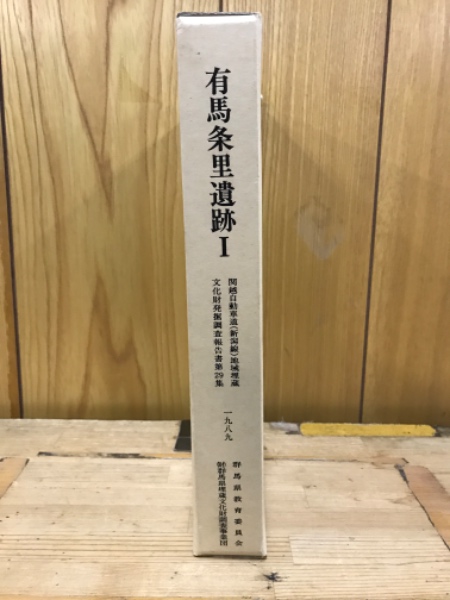 有馬条里遺跡Ⅰ
関越自動車道(新潟線)地域埋蔵
文化財発掘調査報告書第29集
一九八九
群馬県教育委員会
㈶群馬県埋蔵文化財調査事業団